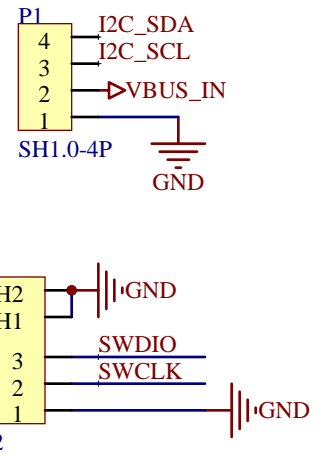 P1
4 I2C_SDA
3 I2C_SCL
2 VBUS_IN
1
SH1.0-4P
GND
H2 GND
H1
3 SWDIO
2 SWCLK
1 GND
2